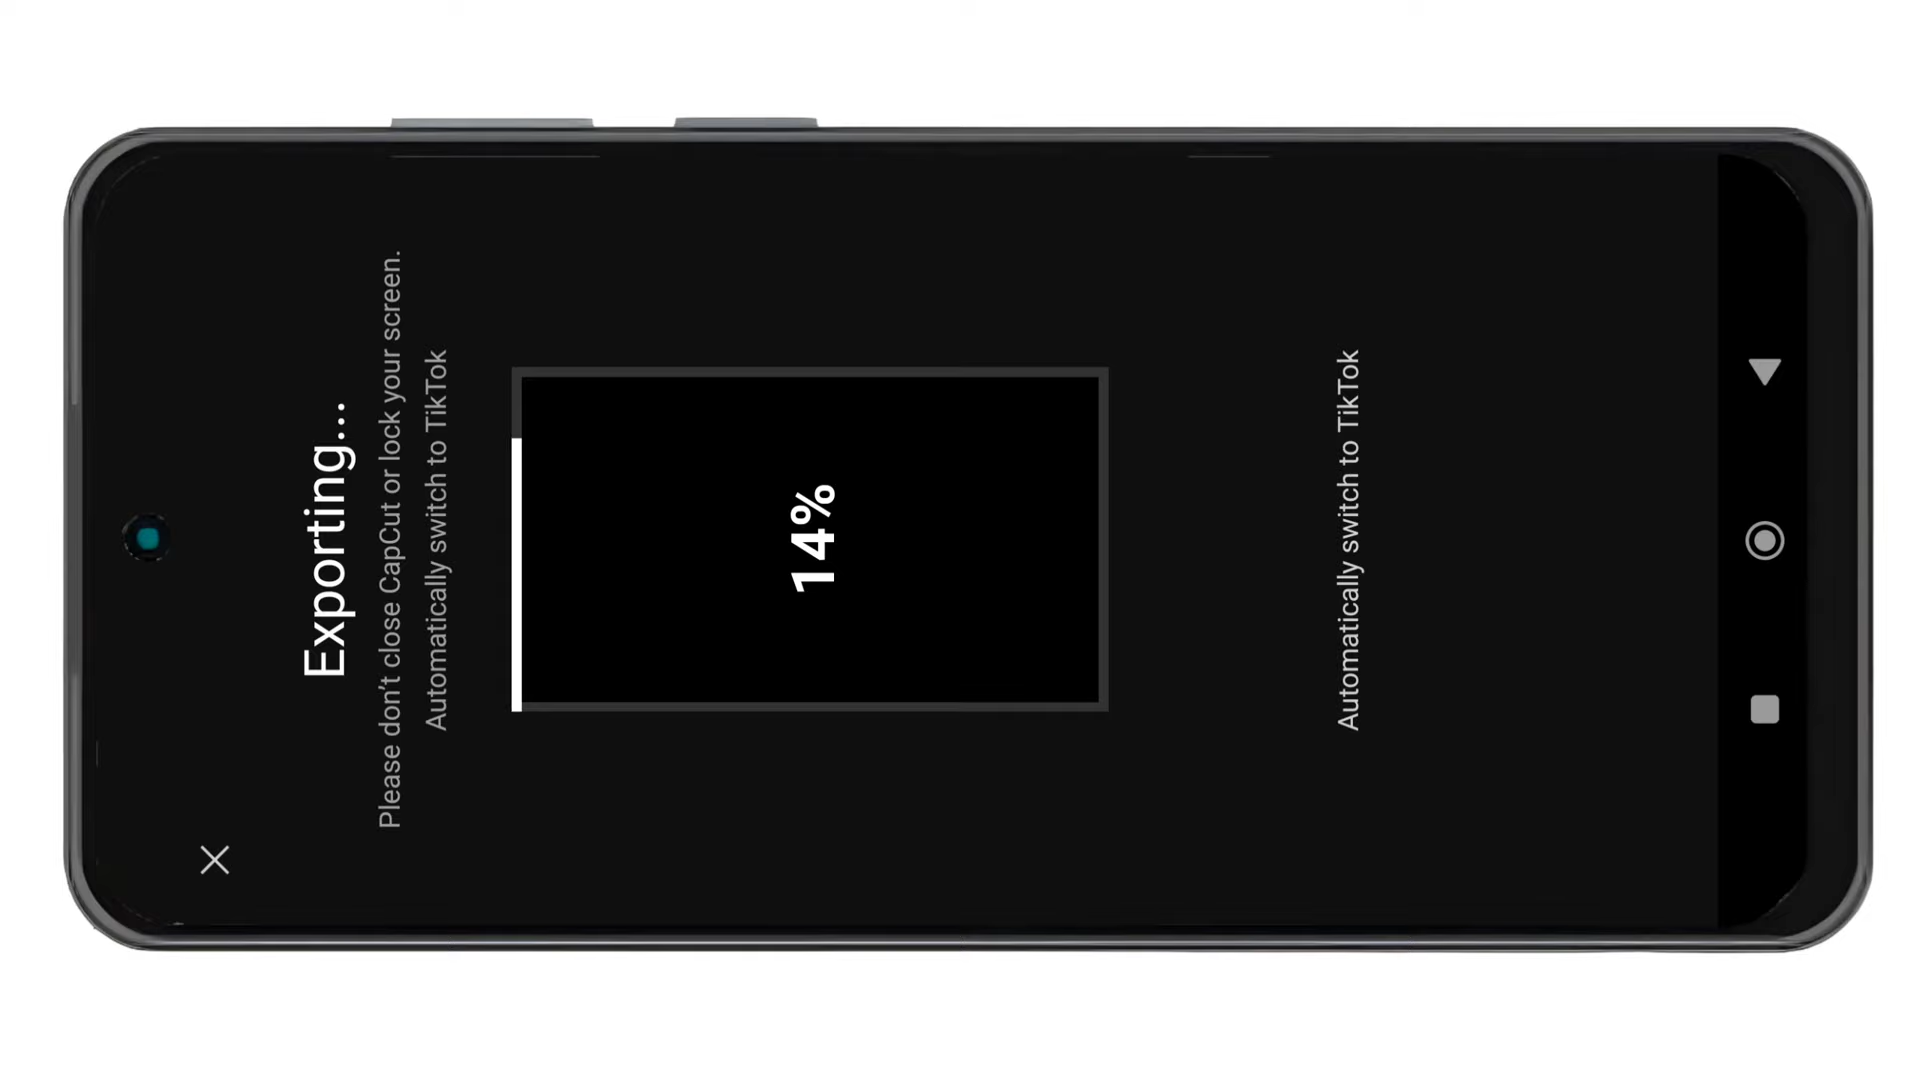 Exporting...
Please don't close CapCut or lock your screen.
Automatically switch to TikTok
14%
Automatically switch to TikTok